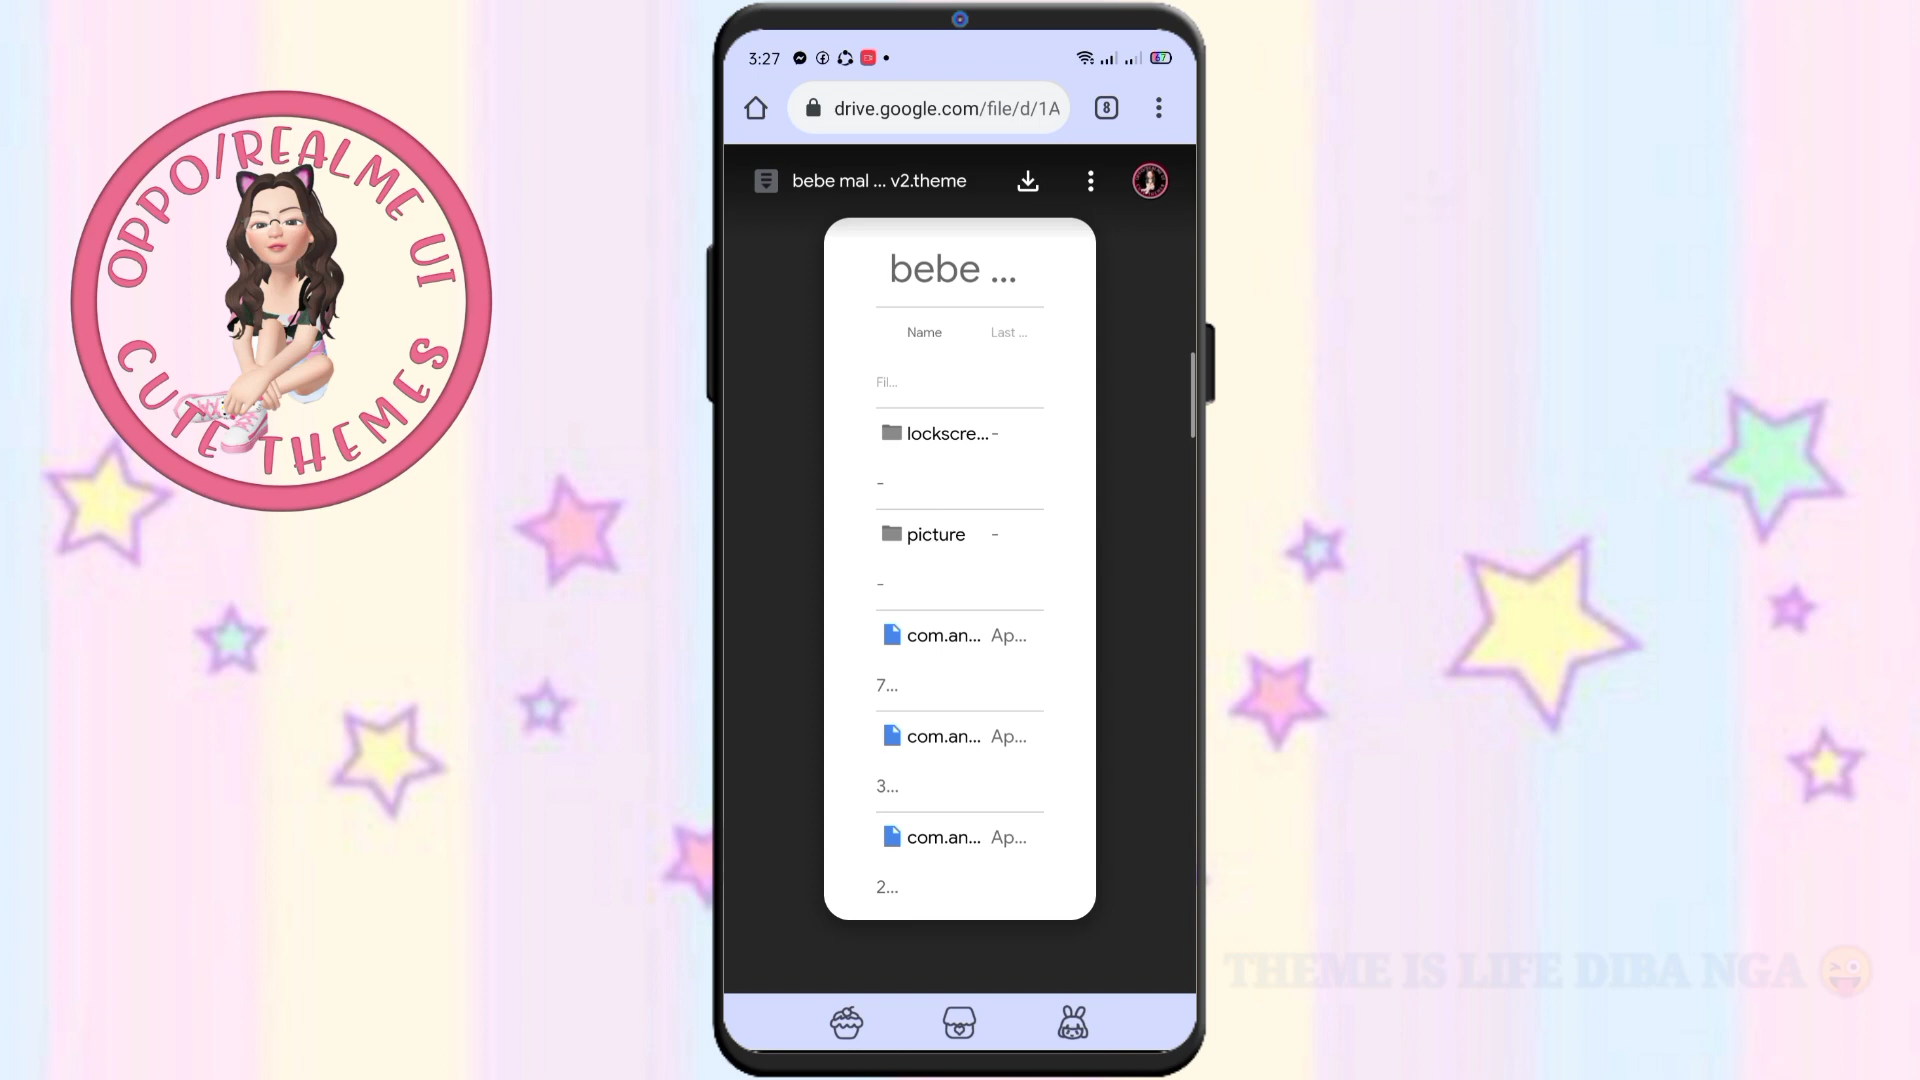 OPPO/REALME UI
CUTE THEMES
3:27
67
drive.google.com/file/d/1A
8
bebe mal ... v2.theme
bebe ...
Name Last ...
Fil...
lockscre... -
-
picture -
-
com.an... Ap...
7...
com.an... Ap...
3...
com.an... Ap...
2...
THEME IS LIFE DIBA NGA 😜